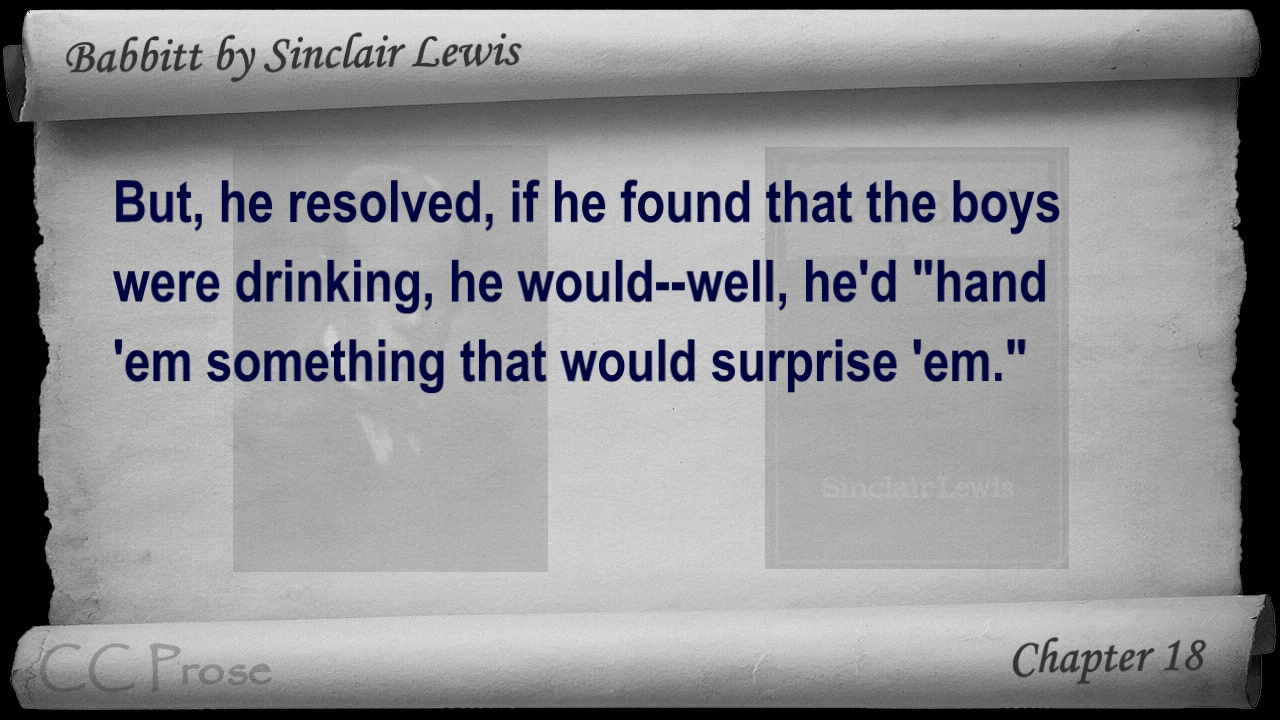 Babbitt by Sinclair Lewis
But, he resolved, if he found that the boys
were drinking, he would--well, he'd "hand
'em something that would surprise 'em."
Sinclair Lewis
CC Prose
Chapter 18